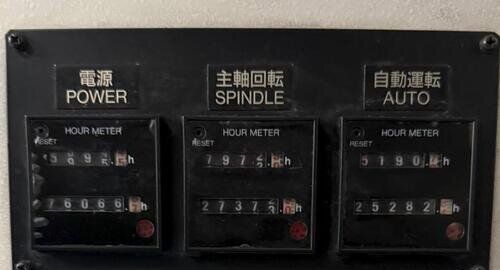 電源
POWER
主軸回転
SPINDLE
自動運転
AUTO
HOUR METER
RESET
h
76066
h
HOUR METER
RESET
797
h
2737
h
HOUR METER
RESET
5190.
h
25282.
h